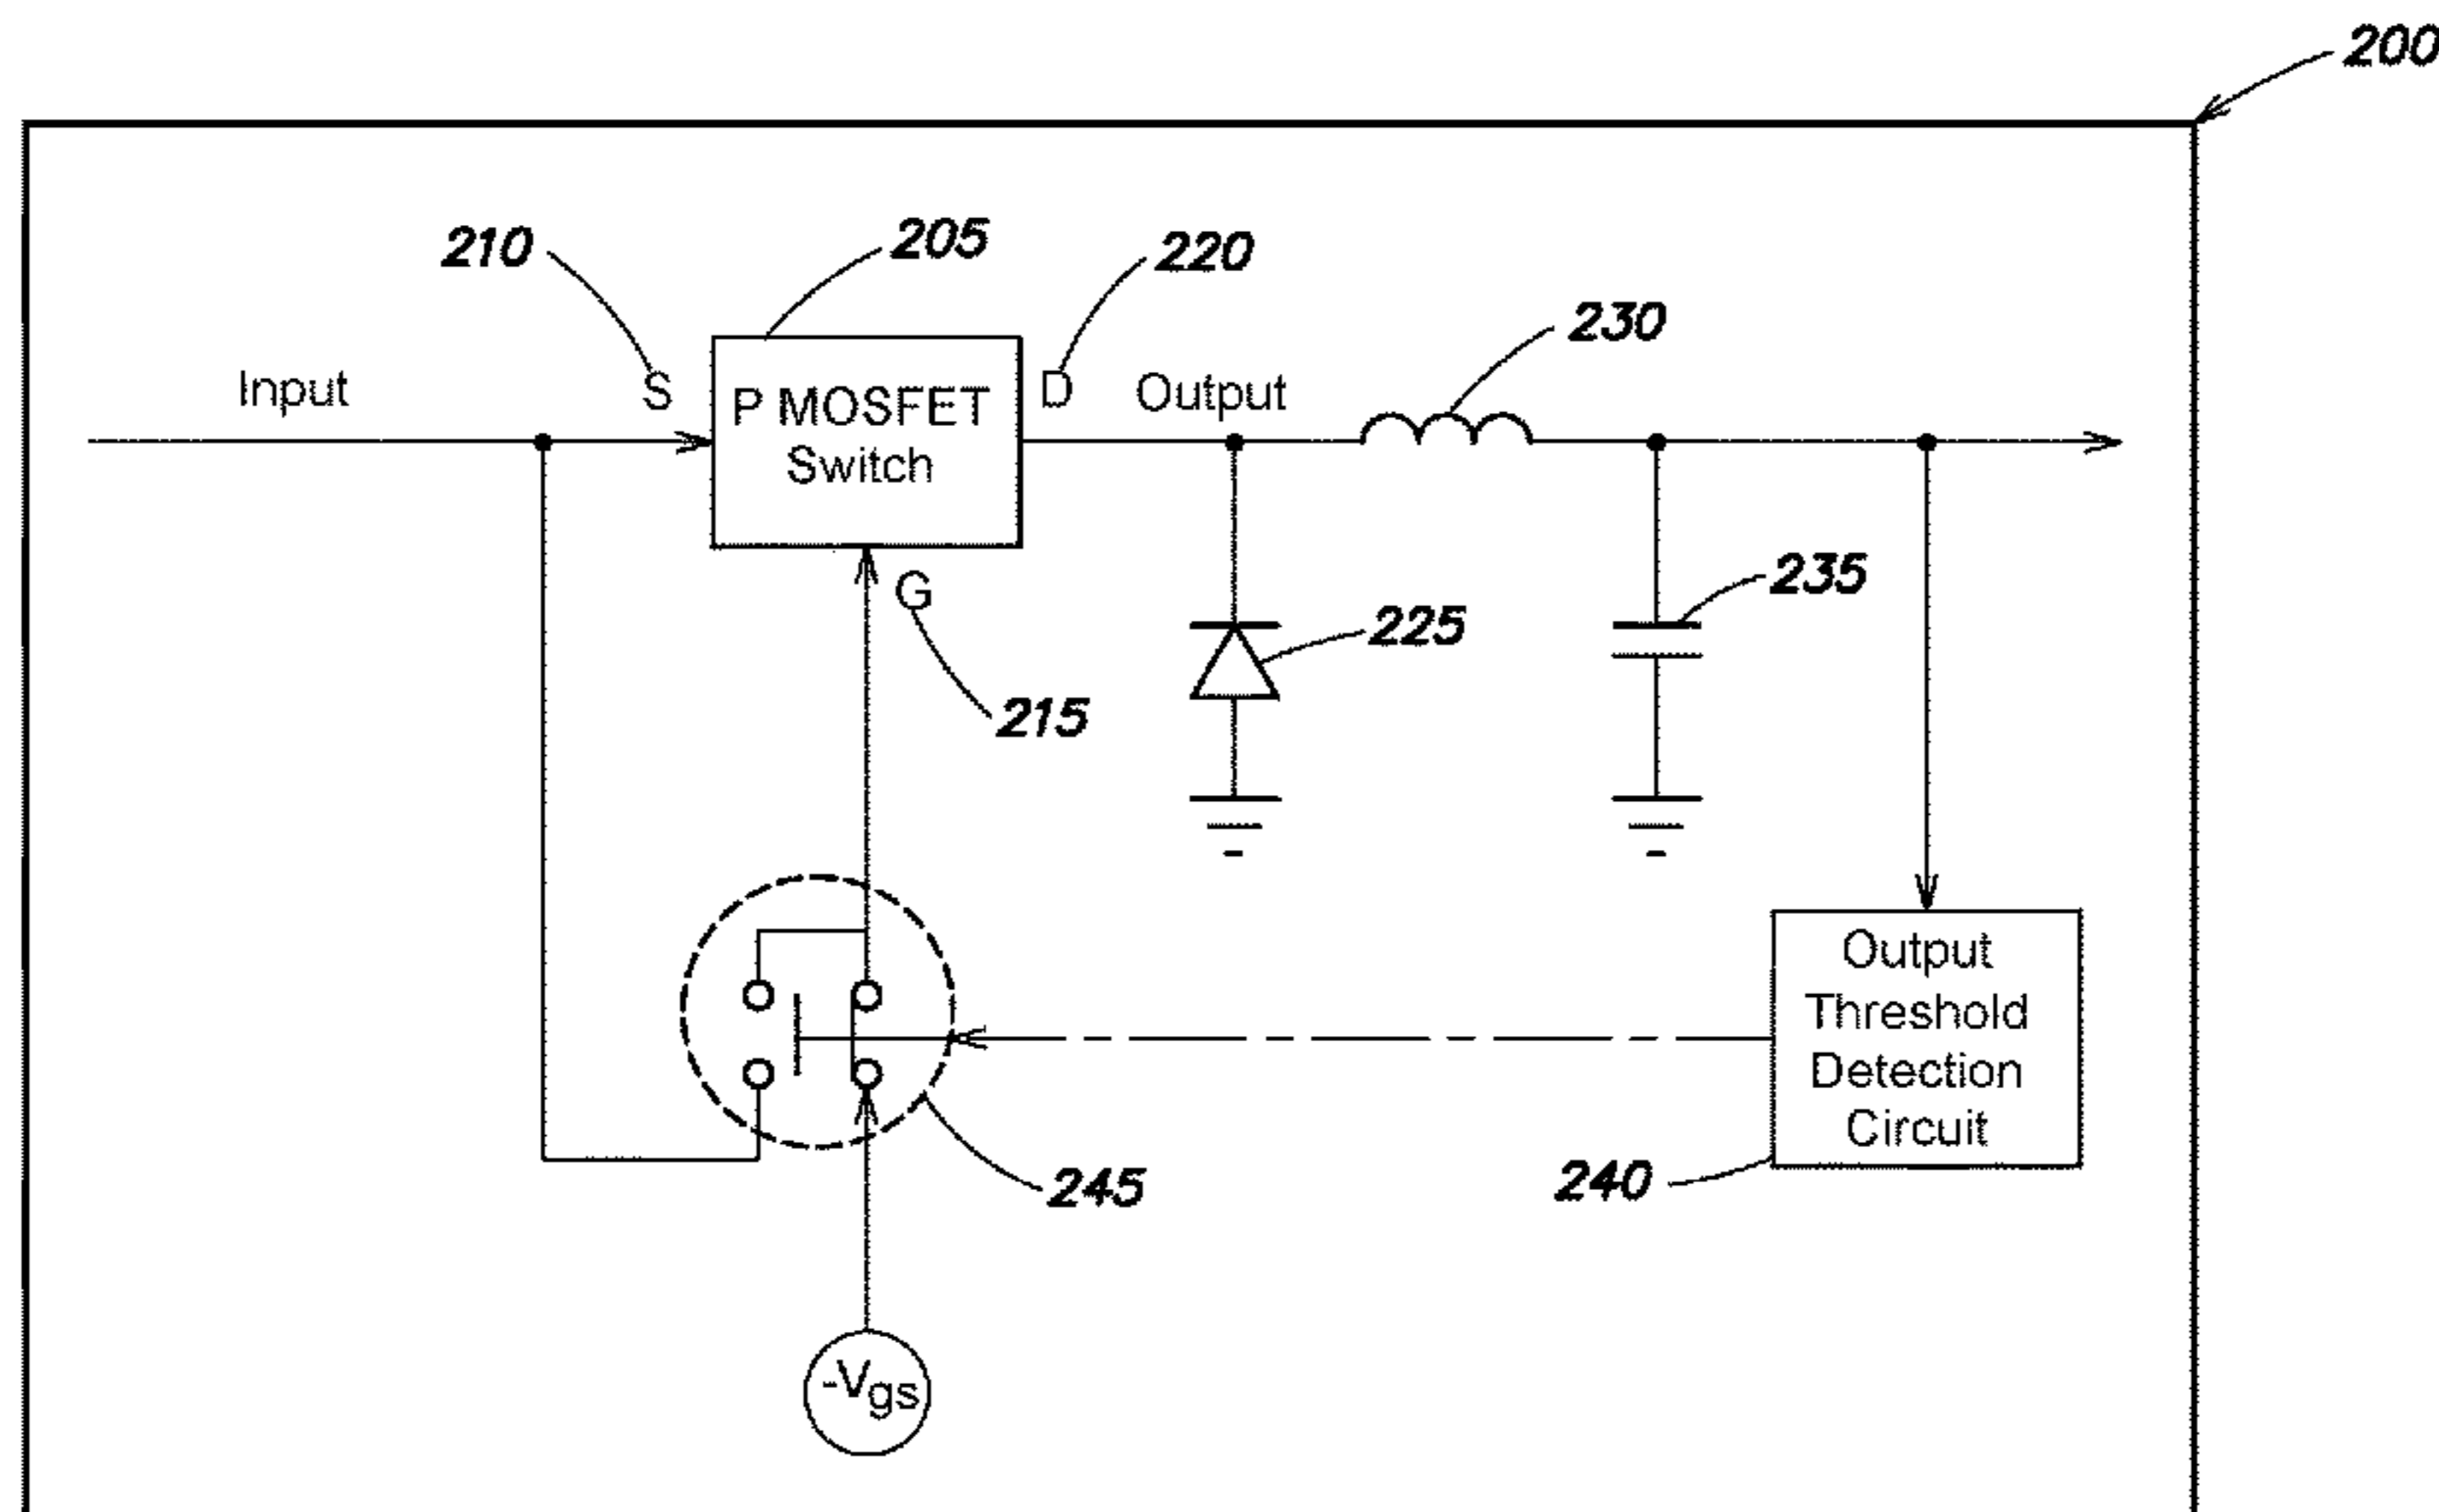 200
210
205
220
230
Input
S
P MOSFET
Switch
D
Output
G
215
225
235
Output
Threshold
Detection
Circuit
240
245
-Vgs